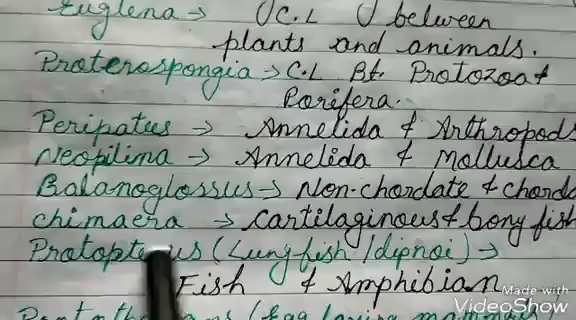 Euglena → (C.L) between
plants and animals.
Proterospongia → C.L Bt. Protozoa &
Porifera.
Peripatus → Annelida & Arthropods
Neopilina → Annelida & Mollusca
Balanoglossus → Non-chordate & chorda
chimaera → cartilaginous & bony fish
Protopterus (Lungfish / dipnoi) →
Fish & Amphibian
Made with
VideoShow